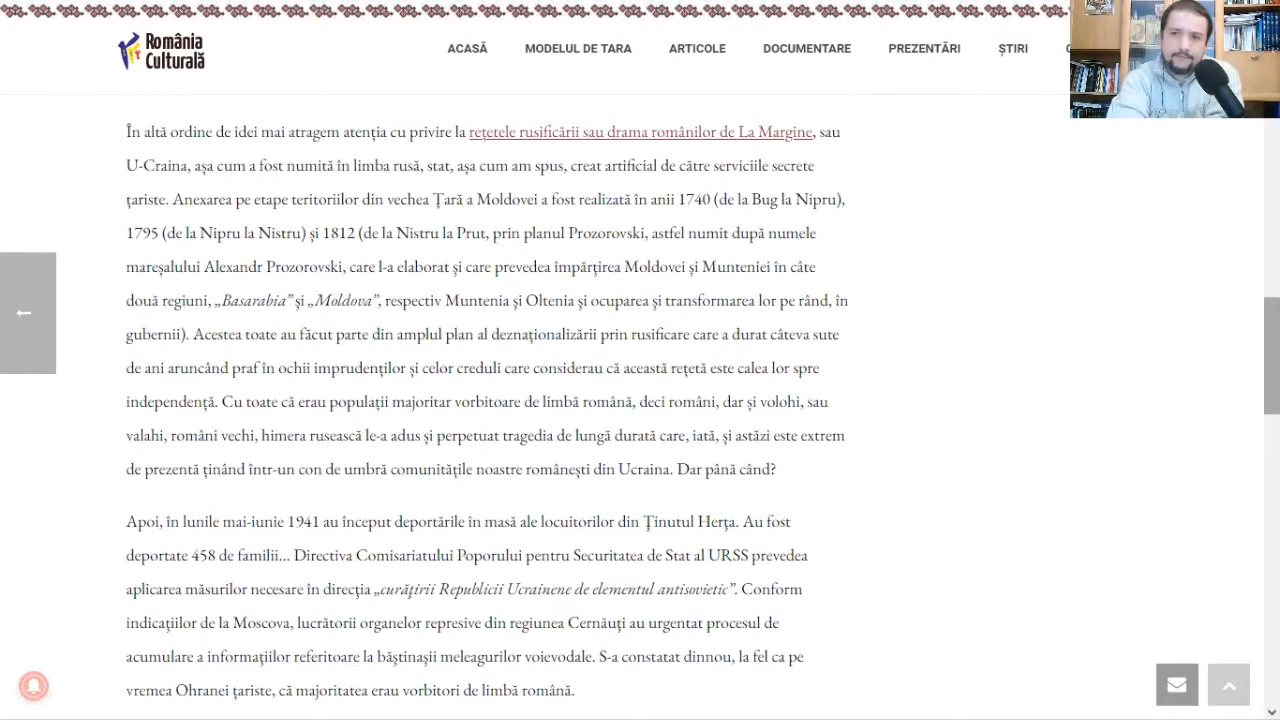 România
Culturală
ACASĂ MODELUL DE TARA ARTICOLE DOCUMENTARE PREZENTĂRI ȘTIRI
În altă ordine de idei mai atragem atenția cu privire la rețetele rusificării sau drama românilor de La Margine, sau
U-Craina, așa cum a fost numită în limba rusă, stat, așa cum am spus, creat artificial de către serviciile secrete
țariste. Anexarea pe etape teritoriilor din vechea Țară a Moldovei a fost realizată în anii 1740 (de la Bug la Nipru),
1795 (de la Nipru la Nistru) și 1812 (de la Nistru la Prut, prin planul Prozorovski, astfel numit după numele
mareșalului Alexandr Prozorovski, care l-a elaborat și care prevedea împărțirea Moldovei și Munteniei în câte
două regiuni, „Basarabia” și „Moldova”, respectiv Muntenia și Oltenia și ocuparea și transformarea lor pe rând, în
gubernii). Acestea toate au făcut parte din amplul plan al deznaționalizării prin rusificare care a durat câteva sute
de ani aruncând praf în ochii imprudenților și celor creduli care considerau că această rețetă este calea lor spre
independență. Cu toate că erau populații majoritar vorbitoare de limbă română, deci români, dar și volohi, sau
valahi, români vechi, himera rusească le-a adus și perpetuat tragedia de lungă durată care, iată, și astăzi este extrem
de prezentă ținând într-un con de umbră comunitățile noastre românești din Ucraina. Dar până când?
Apoi, în lunile mai-iunie 1941 au început deportările în masă ale locuitorilor din Ținutul Herța. Au fost
deportate 458 de familii... Directiva Comisariatului Poporului pentru Securitatea de Stat al URSS prevedea
aplicarea măsurilor necesare în direcția „curățirii Republicii Ucrainene de elementul antisovietic”. Conform
indicațiilor de la Moscova, lucrătorii organelor represive din regiunea Cernăuți au urgentat procesul de
acumulare a informațiilor referitoare la băștinașii meleagurilor voievodale. S-a constatat dinnou, la fel ca pe
vremea Ohranei țariste, că majoritatea erau vorbitori de limbă română.